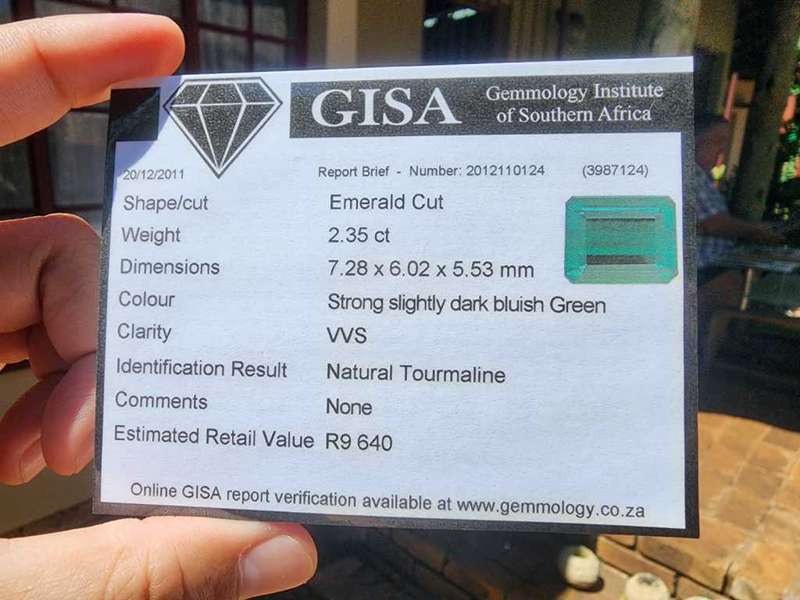 GISA
Gemmology Institute
of Southern Africa
20/12/2011 Report Brief - Number: 2012110124 (3987124)
Shape/cut Emerald Cut
Weight 2.35 ct
Dimensions 7.28 x 6.02 x 5.53 mm
Colour Strong slightly dark bluish Green
Clarity VVS
Identification Result Natural Tourmaline
Comments None
Estimated Retail Value R9 640
Online GISA report verification available at www.gemmology.co.za